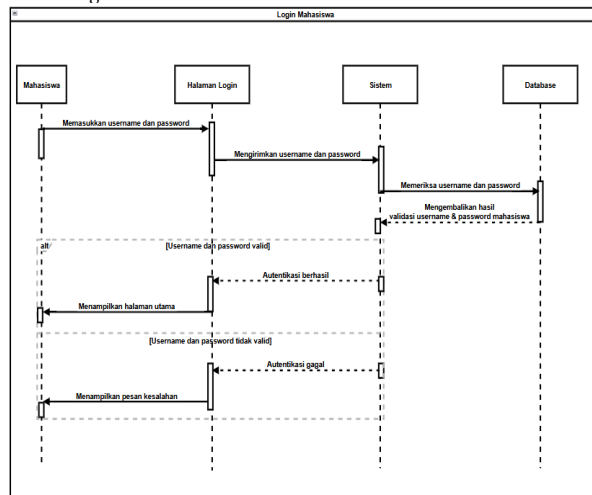 Login Mahasiswa
Mahasiswa
Halaman Login
Sistem
Database
Memasukkan username dan password
Mengirimkan username dan password
Memeriksa username dan password
Mengembalikan hasil
validasi username & password mahasiswa
alt
[Username dan password valid]
Autentikasi berhasil
Menampilkan halaman utama
[Username dan password tidak valid]
Autentikasi gagal
Menampilkan pesan kesalahan